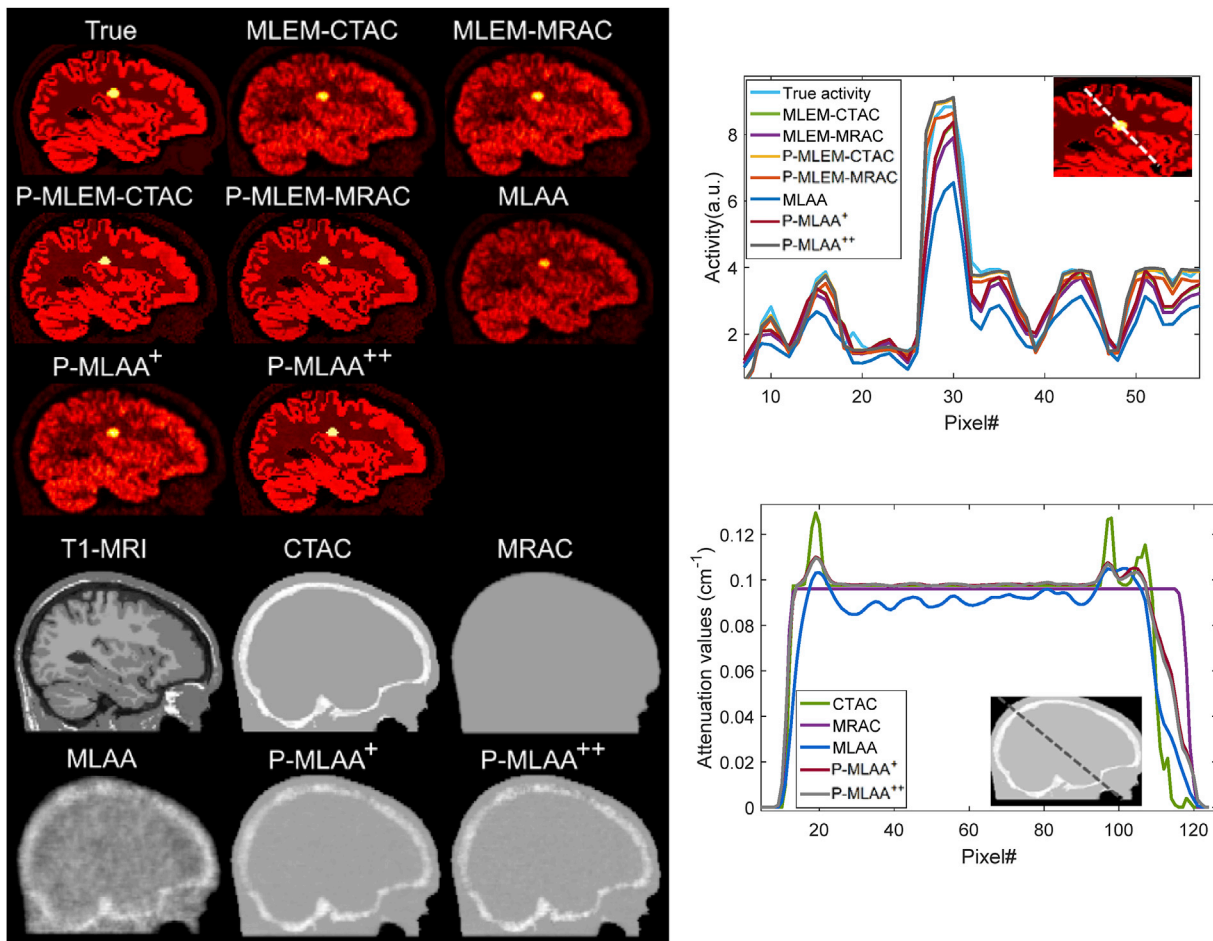 True MLEM-CTAC MLEM-MRAC
P-MLEM-CTAC P-MLEM-MRAC MLAA
P-MLAA+ P-MLAA++
T1-MRI CTAC MRAC
MLAA P-MLAA+ P-MLAA++
Activity(a.u.)
8
6
4
2
True activity
MLEM-CTAC
MLEM-MRAC
P-MLEM-CTAC
P-MLEM-MRAC
MLAA
P-MLAA+
P-MLAA++
10 20 30 40 50
Pixel#
Attenuation values (cm-1)
0.12
0.1
0.08
0.06
0.04
0.02
0
CTAC
MRAC
MLAA
P-MLAA+
P-MLAA++
20 40 60 80 100 120
Pixel#